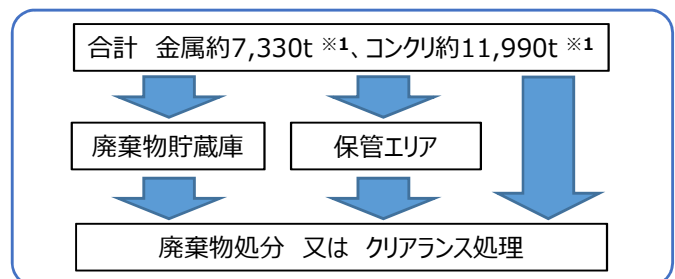 合計 金属約7,330t ※1、コンクリ約11,990t ※1
廃棄物貯蔵庫
保管エリア
廃棄物処分 又は クリアランス処理